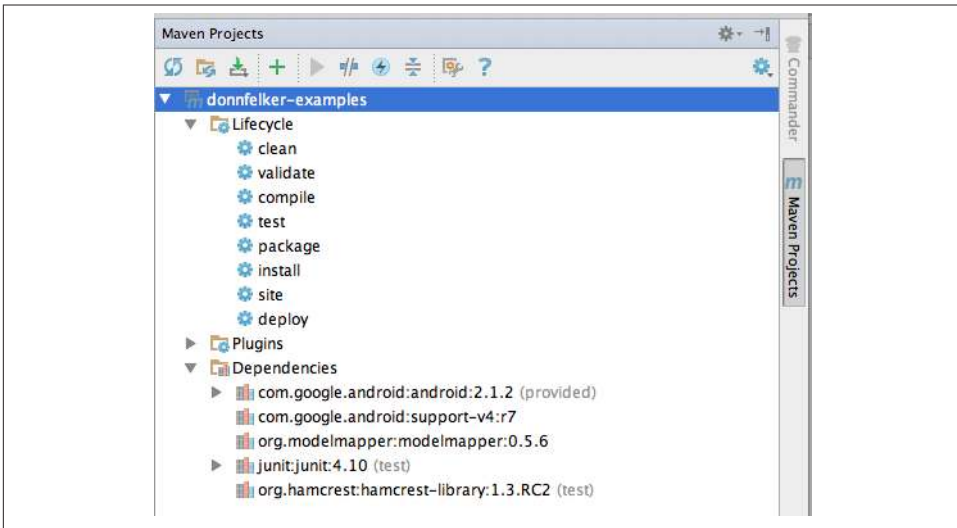 Maven Projects
?
donnfelker-examples
Lifecycle
clean
validate
compile
test
package
install
site
deploy
Plugins
Dependencies
com.google.android:android:2.1.2 (provided)
com.google.android:support-v4:r7
org.modelmapper:modelmapper:0.5.6
junit:junit:4.10 (test)
org.hamcrest:hamcrest-library:1.3.RC2 (test)
Commander
m Maven Projects